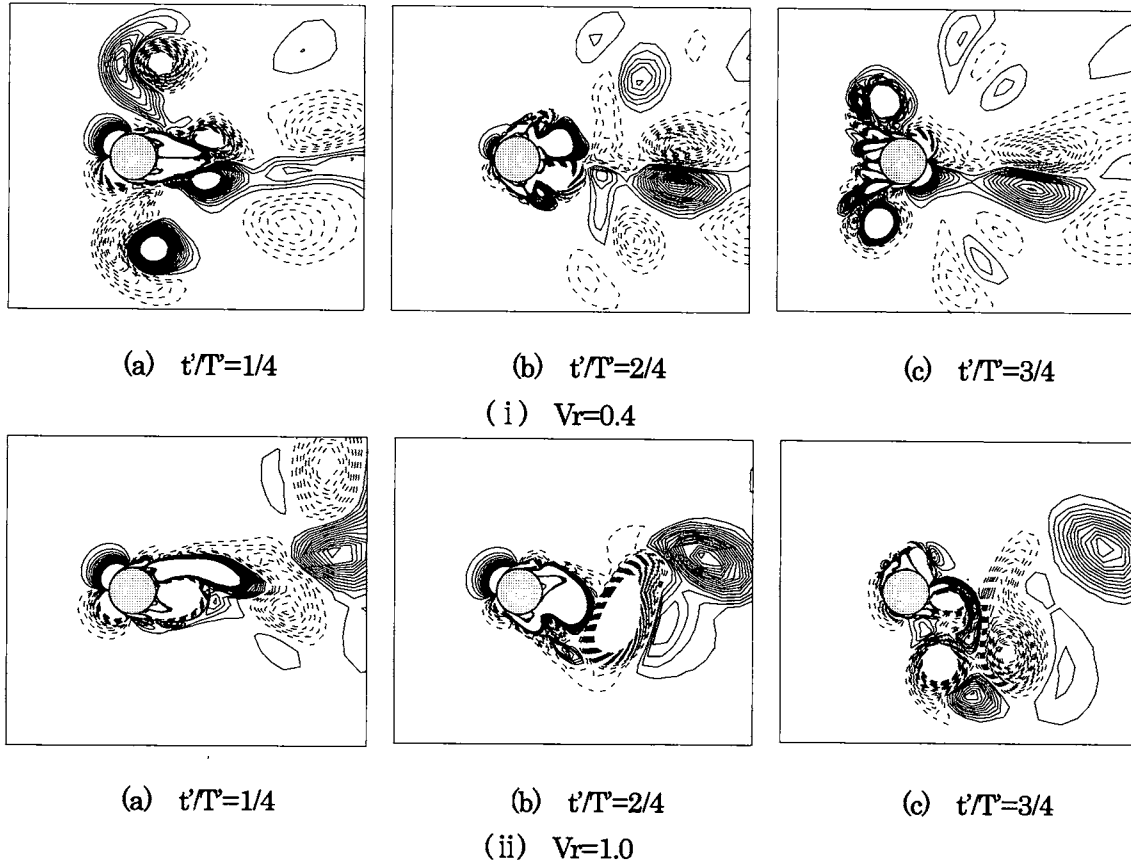 (a) t'/T'=1/4
(b) t'/T'=2/4
(c) t'/T'=3/4
(i) Vr=0.4
(a) t'/T'=1/4
(b) t'/T'=2/4
(c) t'/T'=3/4
(ii) Vr=1.0